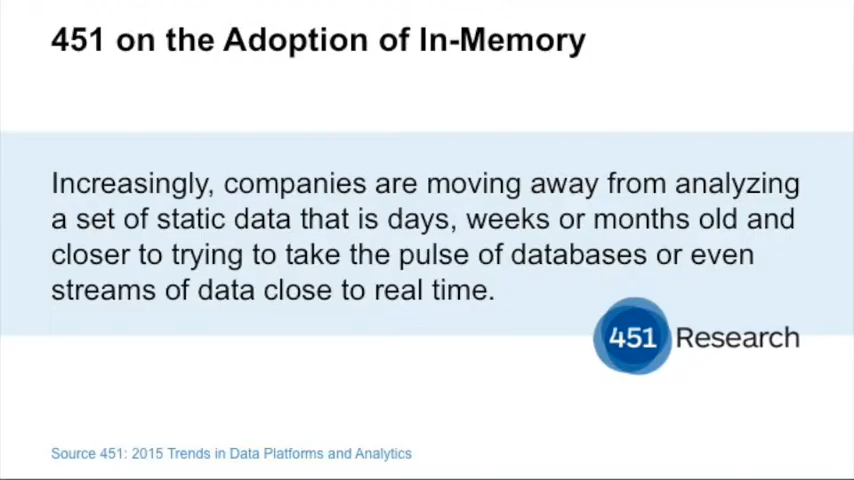 451 on the Adoption of In-Memory
Increasingly, companies are moving away from analyzing
a set of static data that is days, weeks or months old and
closer to trying to take the pulse of databases or even
streams of data close to real time.
451 Research
Source 451: 2015 Trends in Data Platforms and Analytics